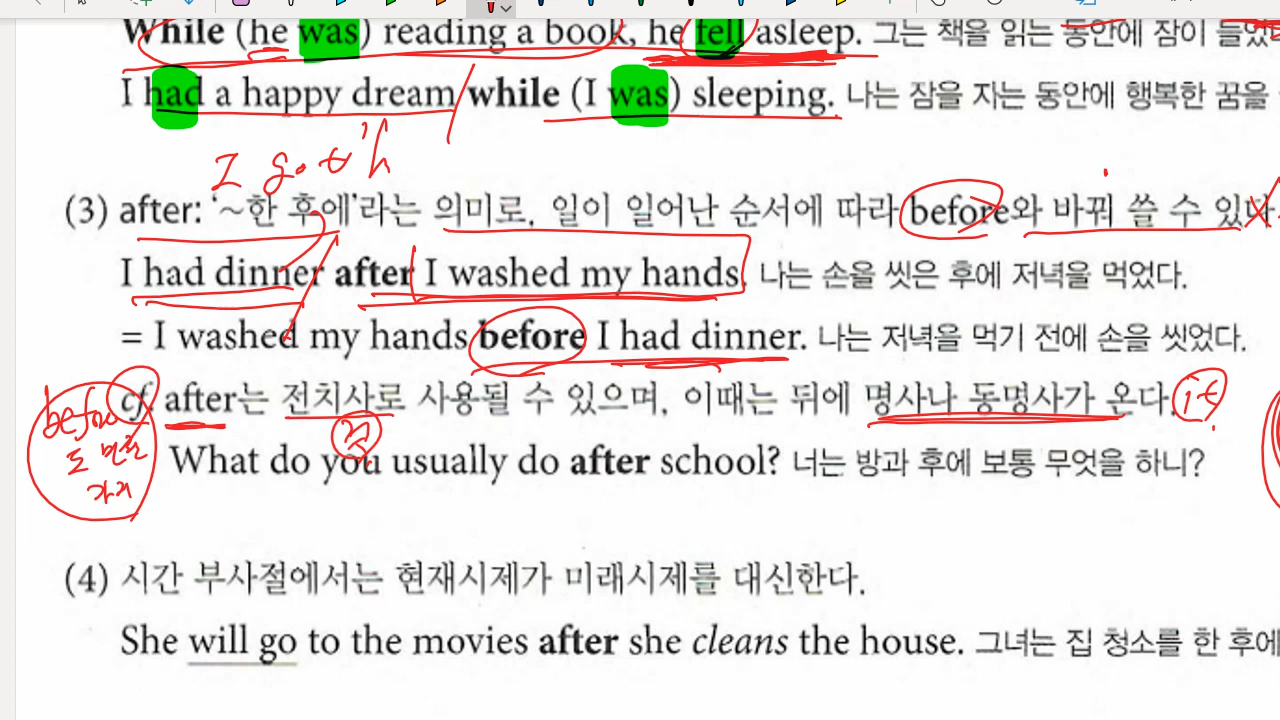 While (he was) reading a book, he fell asleep. 그는 책을 읽는 동안에 잠이 들었다
I had a happy dream while (I was) sleeping. 나는 잠을 자는 동안에 행복한 꿈을
(3) after: ‘~한 후에’라는 의미로, 일이 일어난 순서에 따라 before와 바꿔 쓸 수 있다.
I had dinner after I washed my hands. 나는 손을 씻은 후에 저녁을 먹었다.
= I washed my hands before I had dinner. 나는 저녁을 먹기 전에 손을 씻었다.
cf. after는 전치사로 사용될 수 있으며, 이때는 뒤에 명사나 동명사가 온다.
What do you usually do after school? 너는 방과 후에 보통 무엇을 하니?
(4) 시간 부사절에서는 현재시제가 미래시제를 대신한다.
She will go to the movies after she cleans the house. 그녀는 집 청소를 한 후에